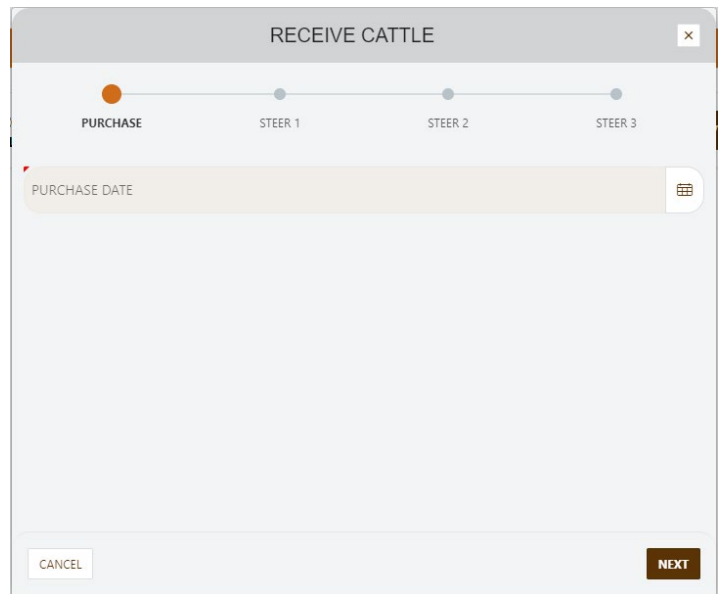 RECEIVE CATTLE
PURCHASE
STEER 1
STEER 2
STEER 3
PURCHASE DATE
CANCEL
NEXT